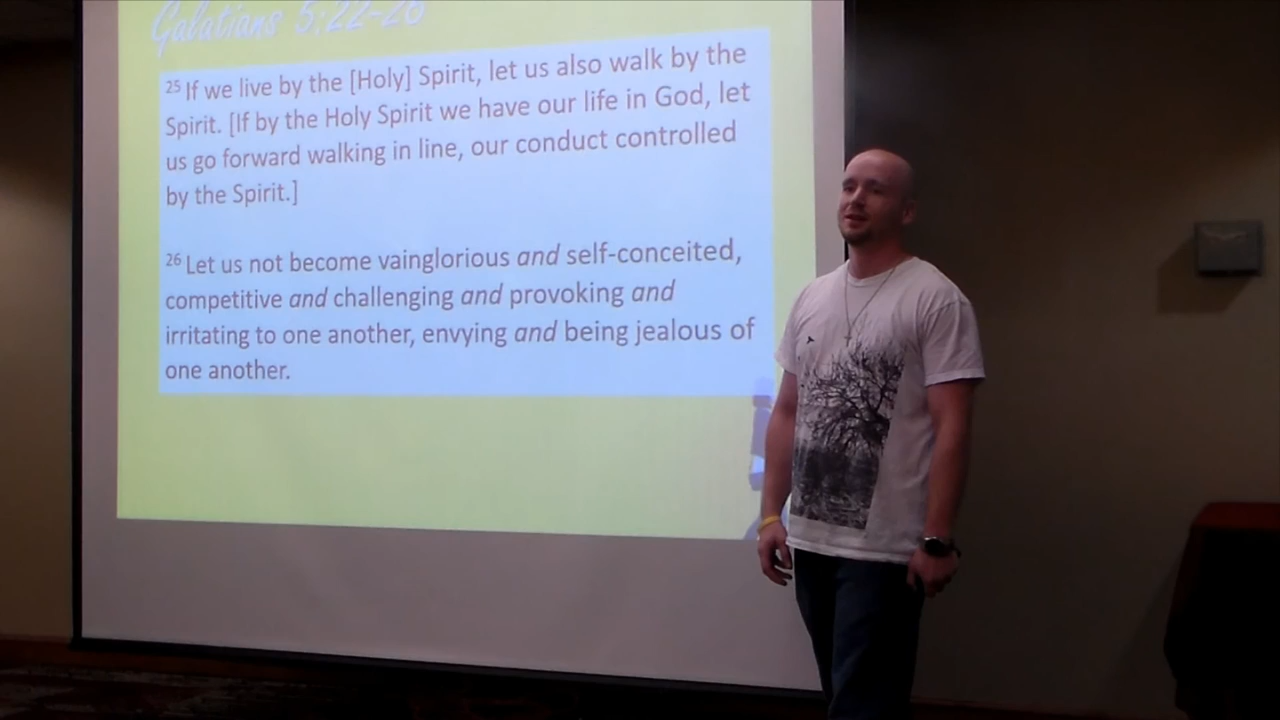 Galatians 5:22-26
25 If we live by the [Holy] Spirit, let us also walk by the
Spirit. [If by the Holy Spirit we have our life in God, let
us go forward walking in line, our conduct controlled
by the Spirit.]
26 Let us not become vainglorious and self-conceited,
competitive and challenging and provoking and
irritating to one another, envying and being jealous of
one another.